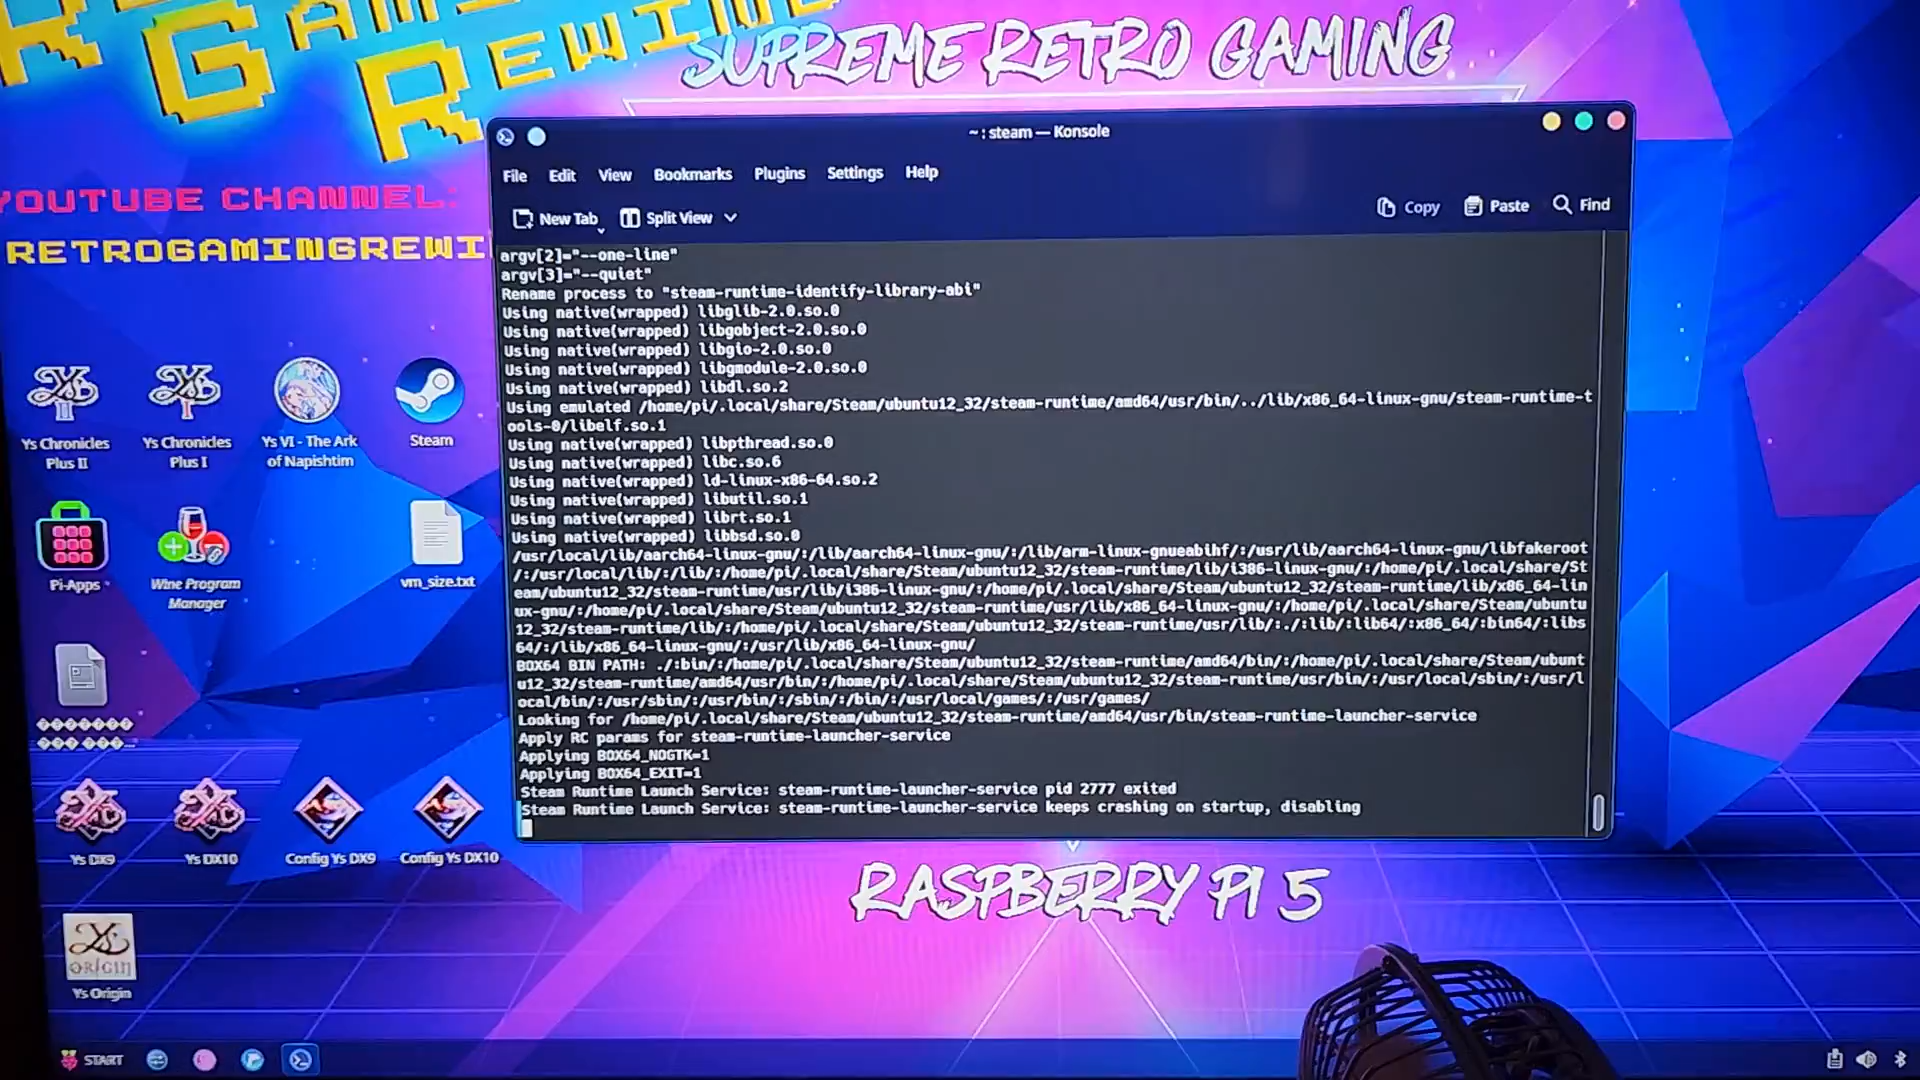 GAMING
REWIND
SUPREME RETRO GAMING
YOUTUBE CHANNEL:
RETROGAMINGREWI
~ : steam — Konsole
File Edit View Bookmarks Plugins Settings Help
New Tab Split View Copy Paste Find
argv[2]="--one-line"
argv[3]="--quiet"
Rename process to "steam-runtime-identify-library-abi"
Using native(wrapped) libglib-2.0.so.0
Using native(wrapped) libgobject-2.0.so.0
Using native(wrapped) libgio-2.0.so.0
Using native(wrapped) libgmodule-2.0.so.0
Using native(wrapped) libdl.so.2
Using emulated /home/pi/.local/share/Steam/ubuntu12_32/steam-runtime/amd64/usr/bin/../lib/x86_64-linux-gnu/steam-runtime-t
ools-0/libelf.so.1
Using native(wrapped) libpthread.so.0
Using native(wrapped) libc.so.6
Using native(wrapped) ld-linux-x86-64.so.2
Using native(wrapped) libutil.so.1
Using native(wrapped) librt.so.1
Using native(wrapped) libbsd.so.0
/usr/local/lib/aarch64-linux-gnu/:/lib/aarch64-linux-gnu/:/lib/arm-linux-gnueabihf/:/usr/lib/aarch64-linux-gnu/libfakeroot
/:/usr/local/lib/:/lib/:/home/pi/.local/share/Steam/ubuntu12_32/steam-runtime/lib/i386-linux-gnu/:/home/pi/.local/share/St
eam/ubuntu12_32/steam-runtime/usr/lib/i386-linux-gnu/:/home/pi/.local/share/Steam/ubuntu12_32/steam-runtime/lib/x86_64-lin
ux-gnu/:/home/pi/.local/share/Steam/ubuntu12_32/steam-runtime/usr/lib/x86_64-linux-gnu/:/home/pi/.local/share/Steam/ubuntu
12_32/steam-runtime/lib/:/home/pi/.local/share/Steam/ubuntu12_32/steam-runtime/usr/lib/:./:lib/:lib64/:x86_64/:bin64/:libs
64/:/lib/x86_64-linux-gnu/:/usr/lib/x86_64-linux-gnu/
BOX64 BIN PATH: ./:bin/:/home/pi/.local/share/Steam/ubuntu12_32/steam-runtime/amd64/bin/:/home/pi/.local/share/Steam/ubunt
u12_32/steam-runtime/amd64/usr/bin/:/home/pi/.local/share/Steam/ubuntu12_32/steam-runtime/usr/bin/:/usr/local/sbin/:/usr/l
ocal/bin/:/usr/sbin/:/usr/bin/:/sbin/:/bin/:/usr/local/games/:/usr/games/
Looking for /home/pi/.local/share/Steam/ubuntu12_32/steam-runtime/amd64/usr/bin/steam-runtime-launcher-service
Apply RC params for steam-runtime-launcher-service
Applying BOX64_NOGTK=1
Applying BOX64_EXIT=1
Steam Runtime Launch Service: steam-runtime-launcher-service pid 2777 exited
Steam Runtime Launch Service: steam-runtime-launcher-service keeps crashing on startup, disabling
Ys Chronicles
Plus II
Ys Chronicles
Plus I
Ys VI - The Ark
of Napishtim
Steam
Pi-Apps
Wine Program
Manager
vm_size.txt
Ys DX9
Ys DX10
Config Ys DX9
Config Ys DX10
YS
ORIGIN
Ys Origin
RASPBERRY PI 5
START